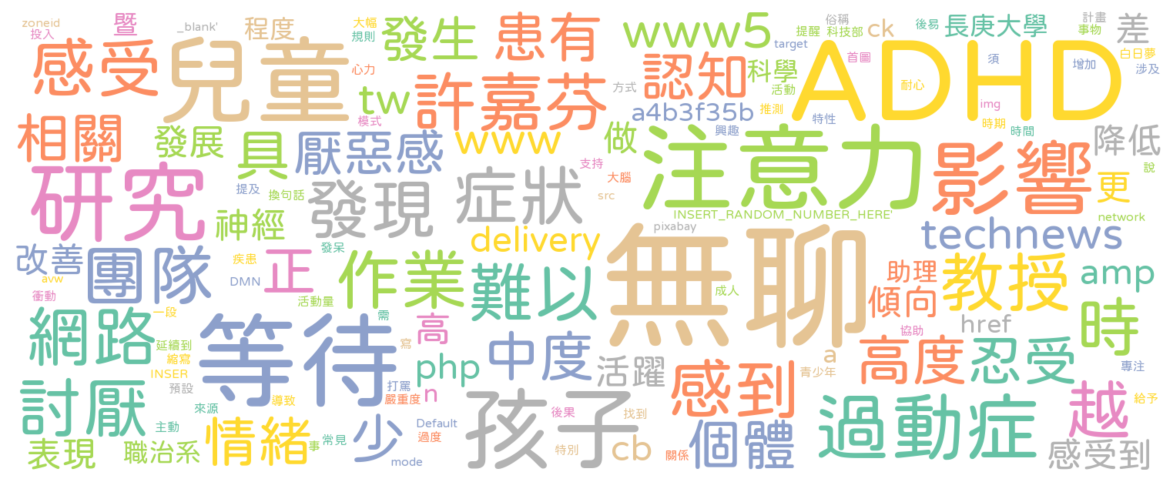 zoneid
投入
暨
_blank'
程度
大幅
規則
發生
患有
www5
俗稱
提醒
科技部
ck
後易
長庚大學
計畫
事物
差
感受
兒童
心力
tw
模式
許嘉芬
方式
認知
科學
活動
target
首圖
ADHD
須
增加
白日夢
涉及
耐心
a4b3f35b
推測
興趣
特性
img
時期
時間
相關
發展
具
厭惡感
www
支持
做
注意力
影響
降低
說
研究
提及
換句話
發現
症狀
大腦
src
INSERT_RANDOM_NUMBER_HERE'
更
network
神經
pixabay
delivery
無聊
technews
改善
avw
衝動
團隊
疾患
DMN
正
發呆
活動量
作業
難以
成人
助理
傾向
教授
amp
網路
一段
延續到
縮寫
INSER
預設
等待
需
高
寫
php
中度
活躍
a
青少年
協助
href
高度
忍受
時
專注
討厭
來源
主動
導致
打罵
嚴重度
n
孩子
後果
找到
感到
過動症
越
給予
表現
職治系
情緒
事
常見
少
Default
過度
mode
特別
cb
關係
個體
感受到